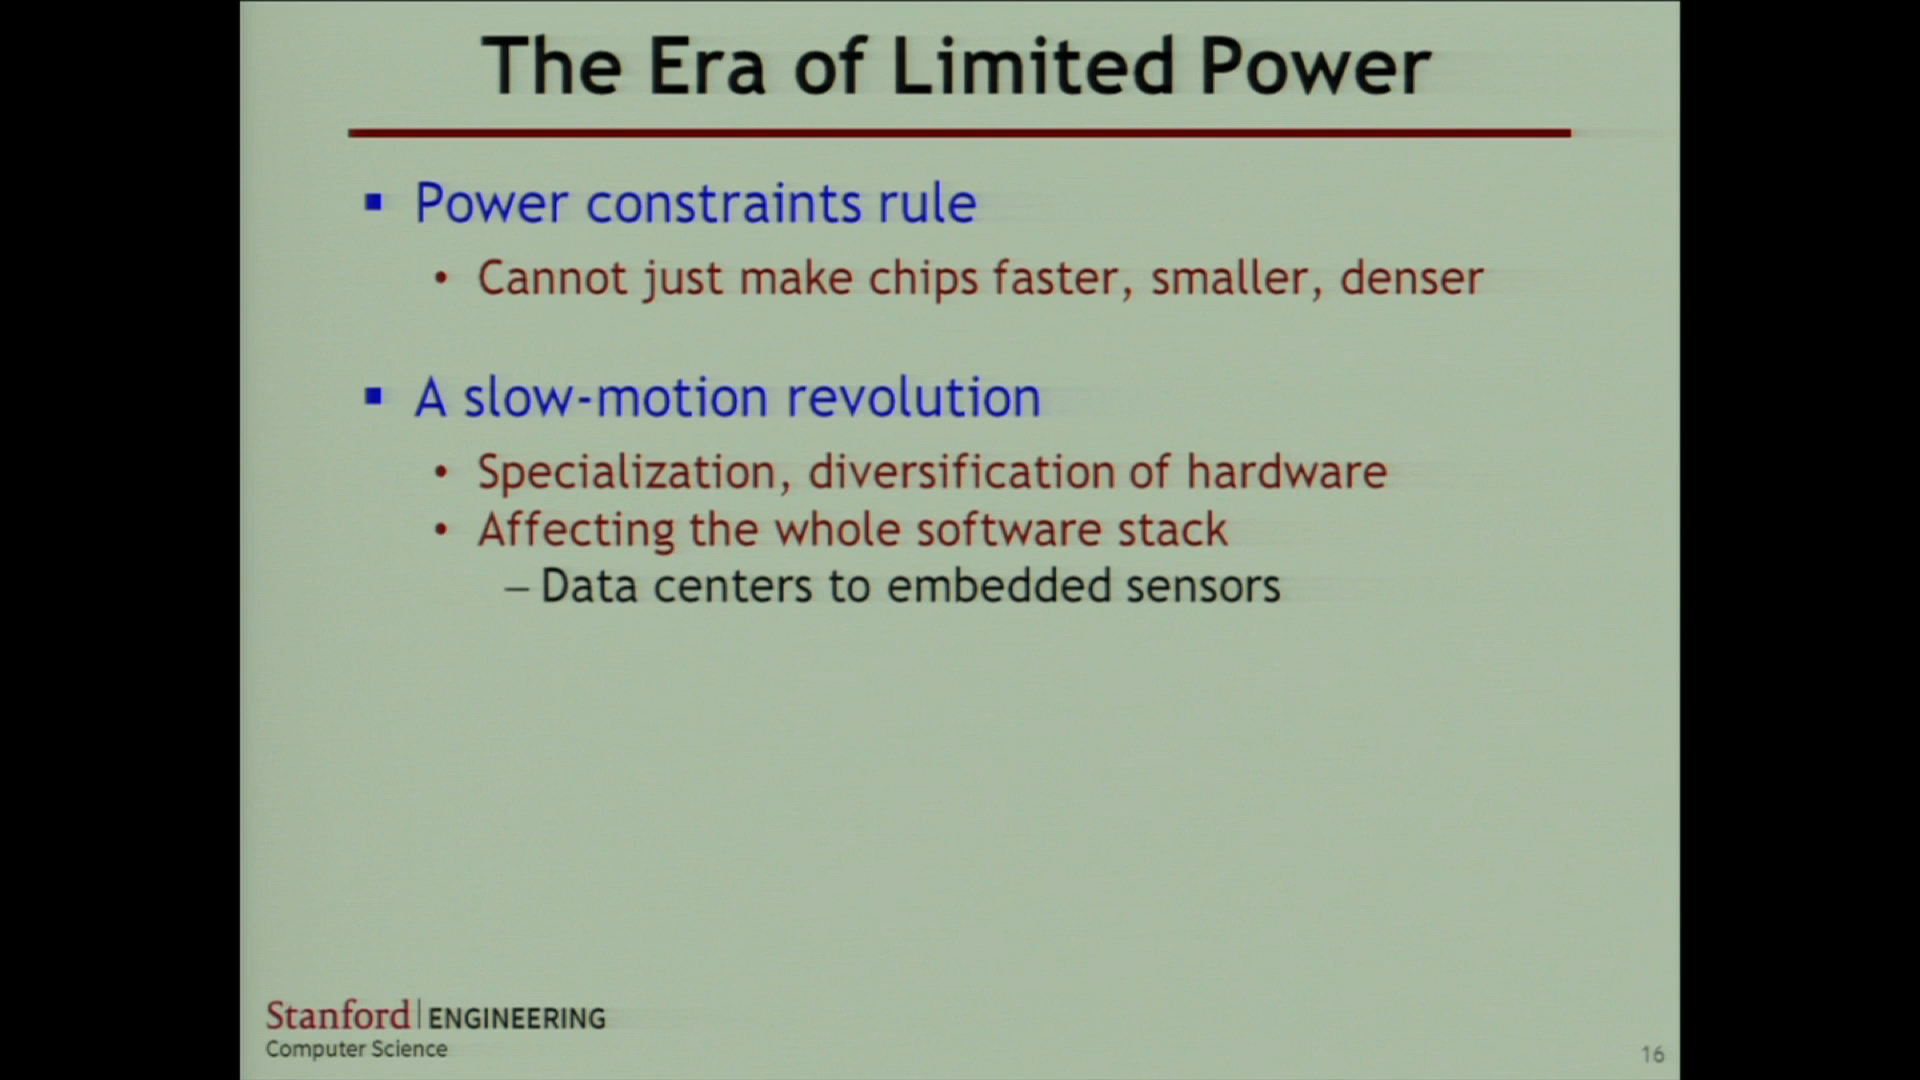 The Era of Limited Power
▪ Power constraints rule
• Cannot just make chips faster, smaller, denser
▪ A slow-motion revolution
• Specialization, diversification of hardware
• Affecting the whole software stack
– Data centers to embedded sensors
Stanford | ENGINEERING
Computer Science
16